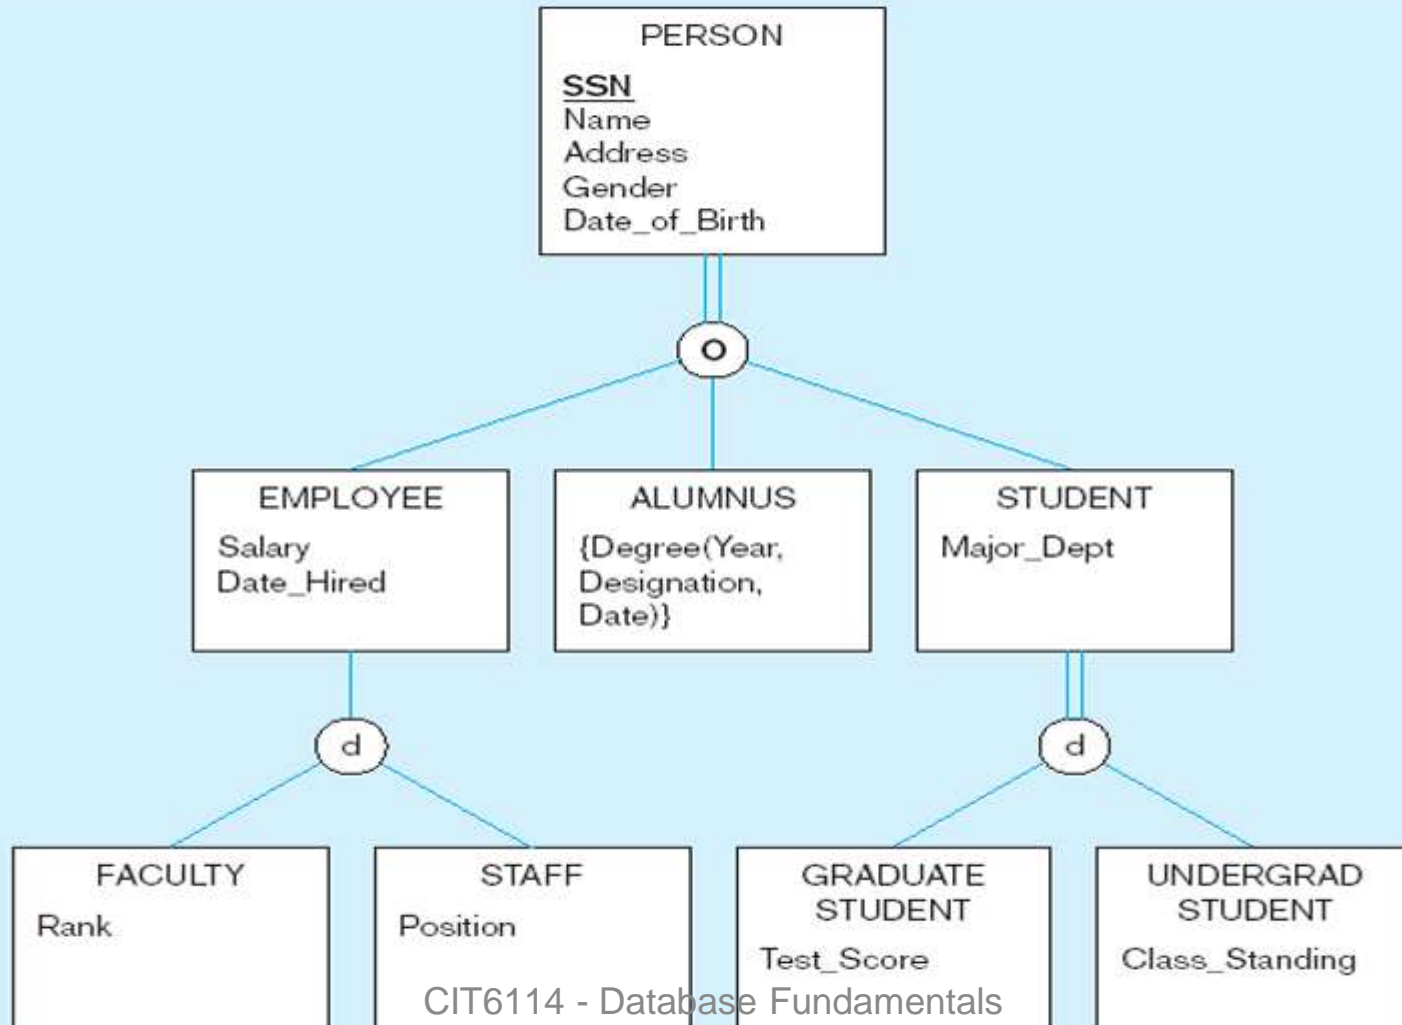 PERSON
SSN
Name
Address
Gender
Date_of_Birth
O
EMPLOYEE
Salary
Date_Hired
ALUMNUS
{Degree(Year,
Designation,
Date)}
STUDENT
Major_Dept
d
d
FACULTY
Rank
STAFF
Position
GRADUATE
STUDENT
Test_Score
UNDERGRAD
STUDENT
Class_Standing
CIT6114 - Database Fundamentals